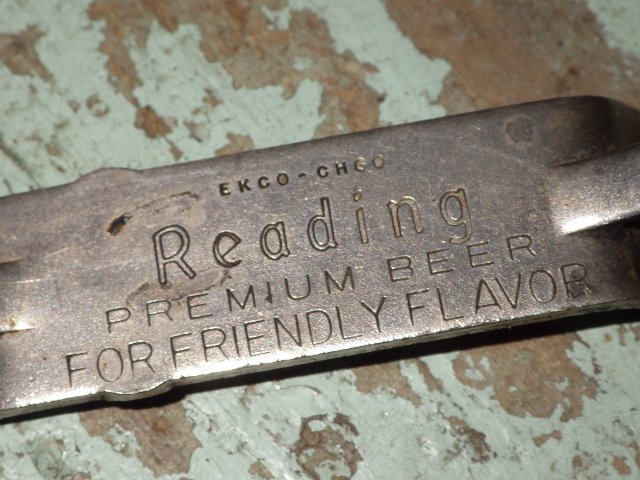 EKCO-CHGO
Reading
PREMIUM BEER
FOR FRIENDLY FLAVOR